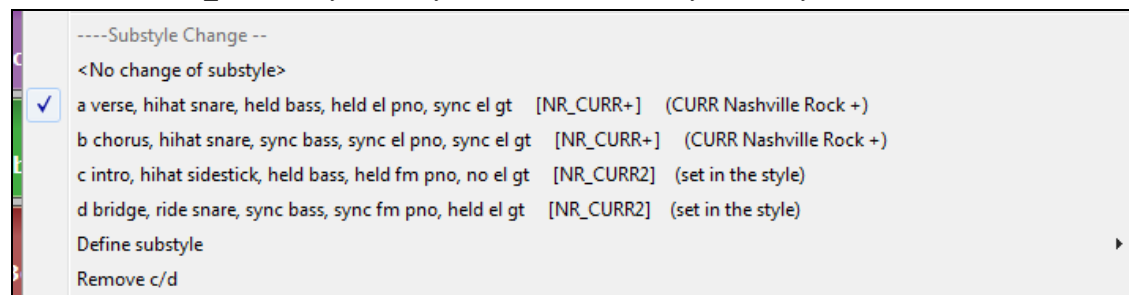 ----Substyle Change --
<No change of substyle>
a verse, hihat snare, held bass, held el pno, sync el gt [NR_CURR+] (CURR Nashville Rock +)
b chorus, hihat snare, sync bass, sync el pno, sync el gt [NR_CURR+] (CURR Nashville Rock +)
c intro, hihat sidestick, held bass, held fm pno, no el gt [NR_CURR2] (set in the style)
d bridge, ride snare, sync bass, sync fm pno, held el gt [NR_CURR2] (set in the style)
Define substyle
Remove c/d